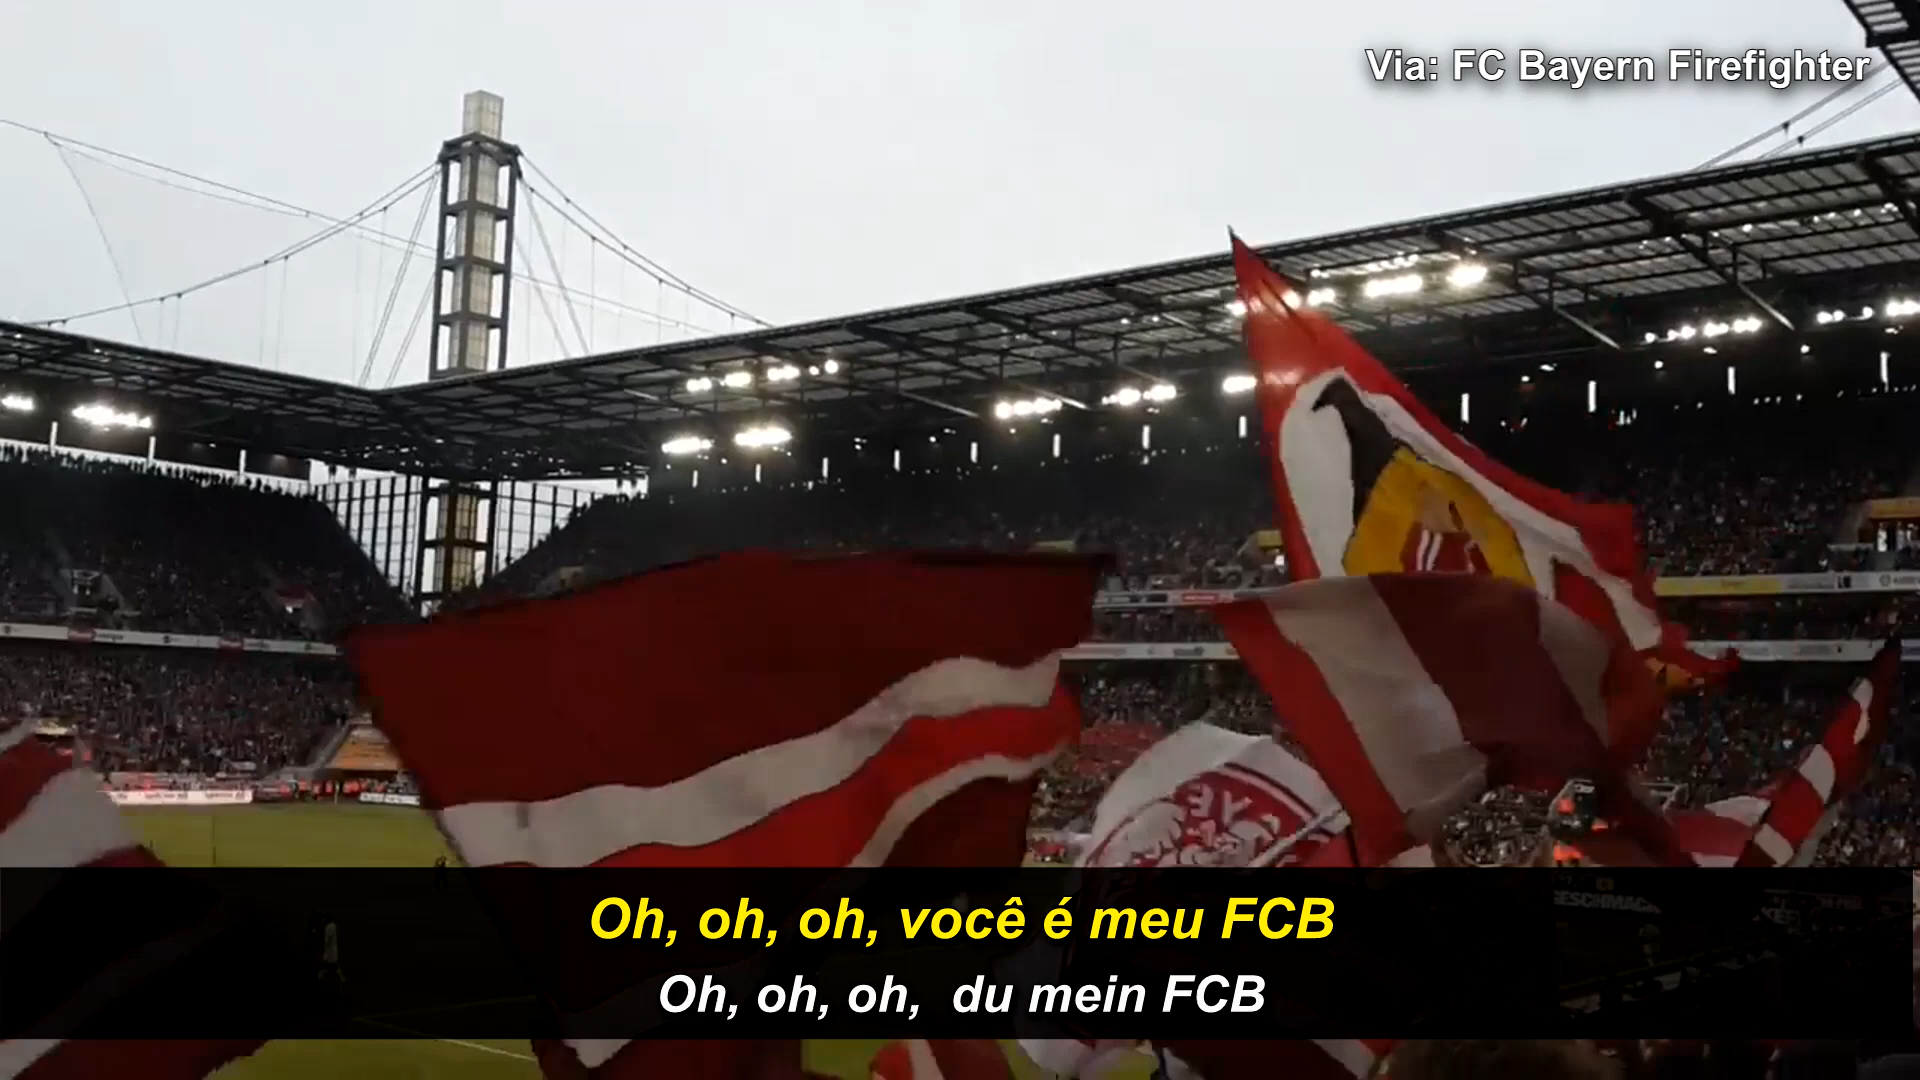 Via: FC Bayern Firefighter
Oh, oh, oh, você é meu FCB
Oh, oh, oh, du mein FCB